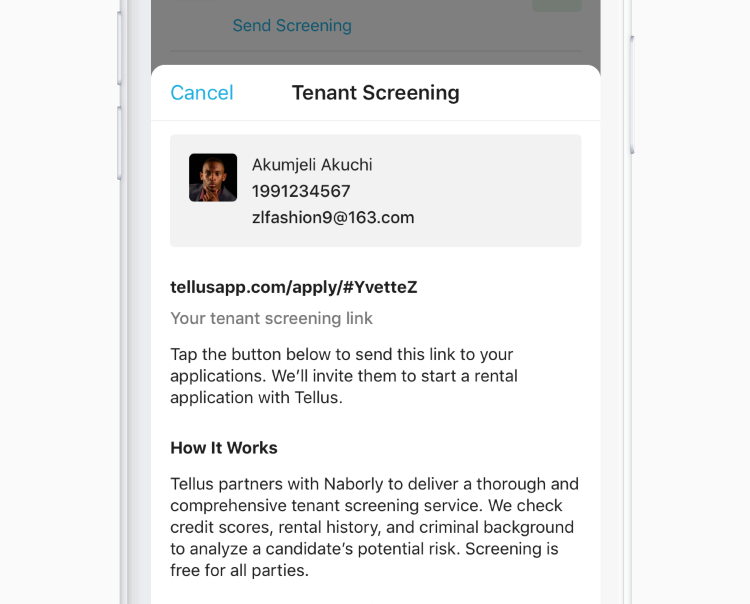 Send Screening
Cancel
Tenant Screening
Akumjeli Akuchi
1991234567
zlfashion9@163.com
tellusapp.com/apply/#YvetteZ
Your tenant screening link
Tap the button below to send this link to your
applications. We’ll invite them to start a rental
application with Tellus.
How It Works
Tellus partners with Naborly to deliver a thorough and
comprehensive tenant screening service. We check
credit scores, rental history, and criminal background
to analyze a candidate’s potential risk. Screening is
free for all parties.